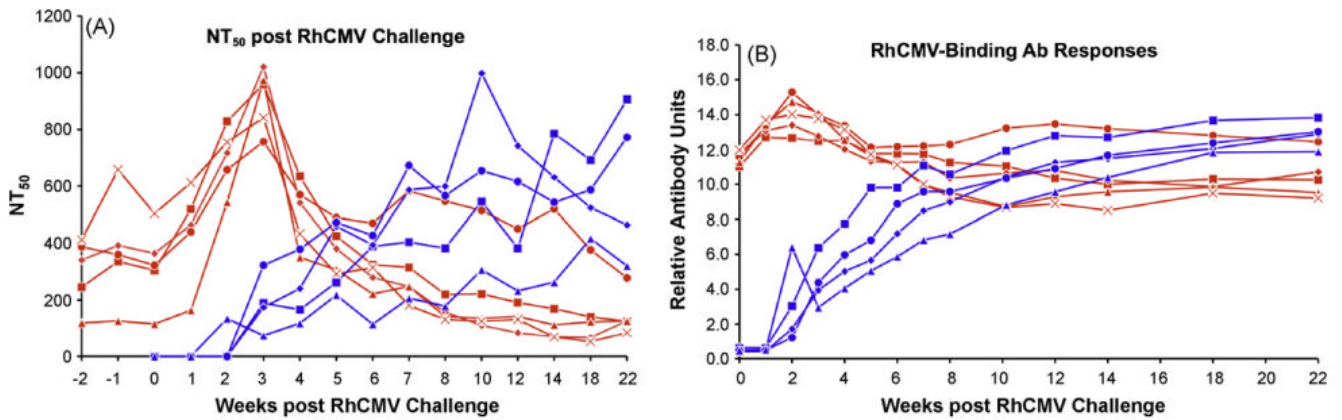 (A)
NT50 post RhCMV Challenge
1200
1000
800
600
400
200
0
NT50
-2 -1 0 1 2 3 4 5 6 7 8 10 12 14 18 22
Weeks post RhCMV Challenge
(B)
RhCMV-Binding Ab Responses
18.0
16.0
14.0
12.0
10.0
8.0
6.0
4.0
2.0
0.0
Relative Antibody Units
0 2 4 6 8 10 12 14 16 18 20 22
Weeks post RhCMV Challenge